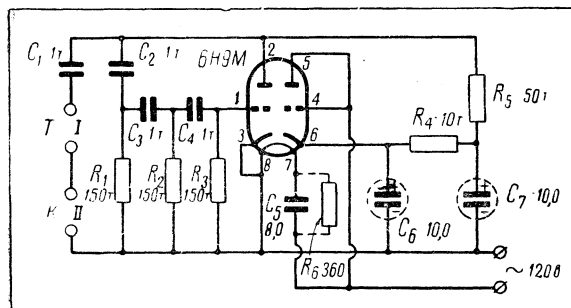 C₁ 1т
C₂ 1т
6Н9М
2
5
1
4
3
6
8
7
C₃ 1т
C₄ 1т
Т I
К II
R₁ 150т
R₂ 150т
R₃ 150т
C₅ 8,0
R₆ 360
R₄ 10т
R₅ 50т
C₆ 10,0
C₇ 10,0
~ 120в